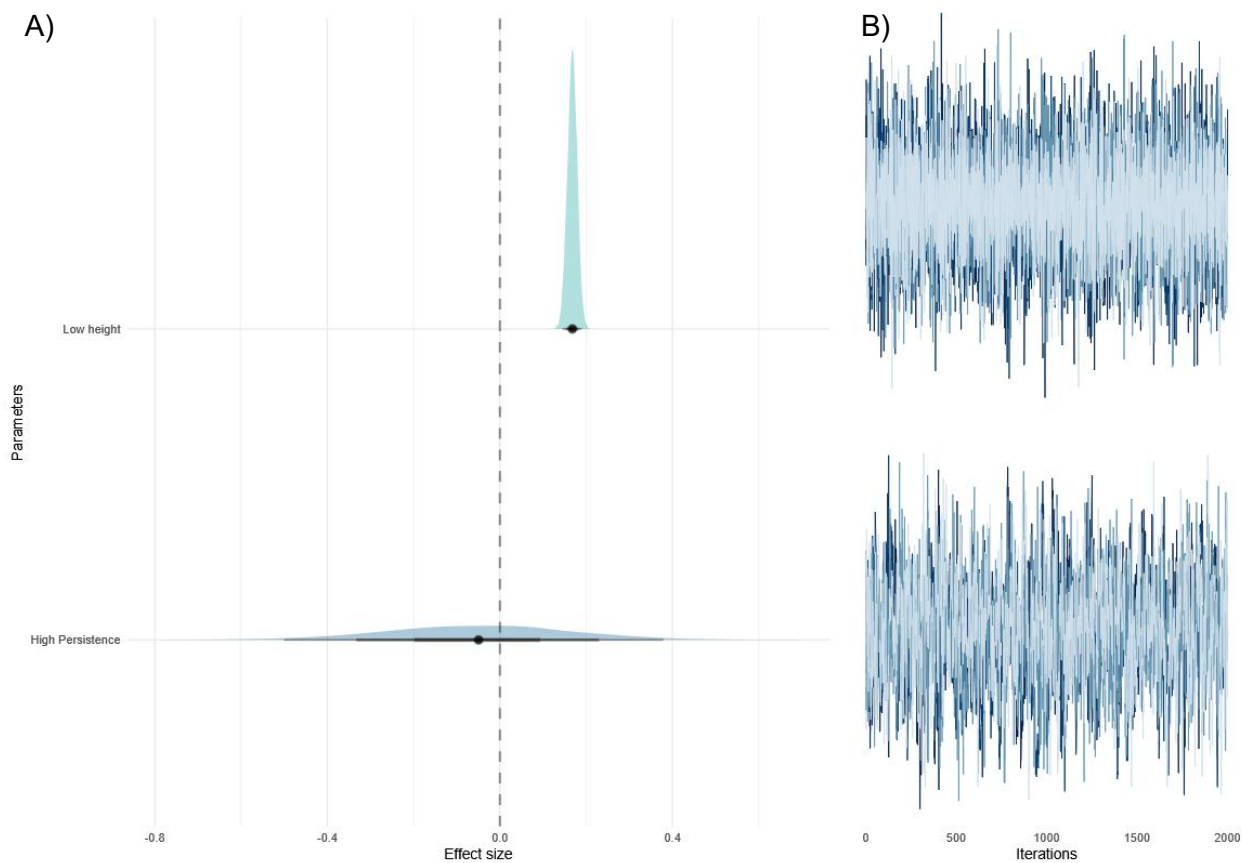 A)
B)
Parameters
Low height
High Persistence
-0.8 -0.4 0.0 0.4
Effect size
0 500 1000 1500 2000
Iterations